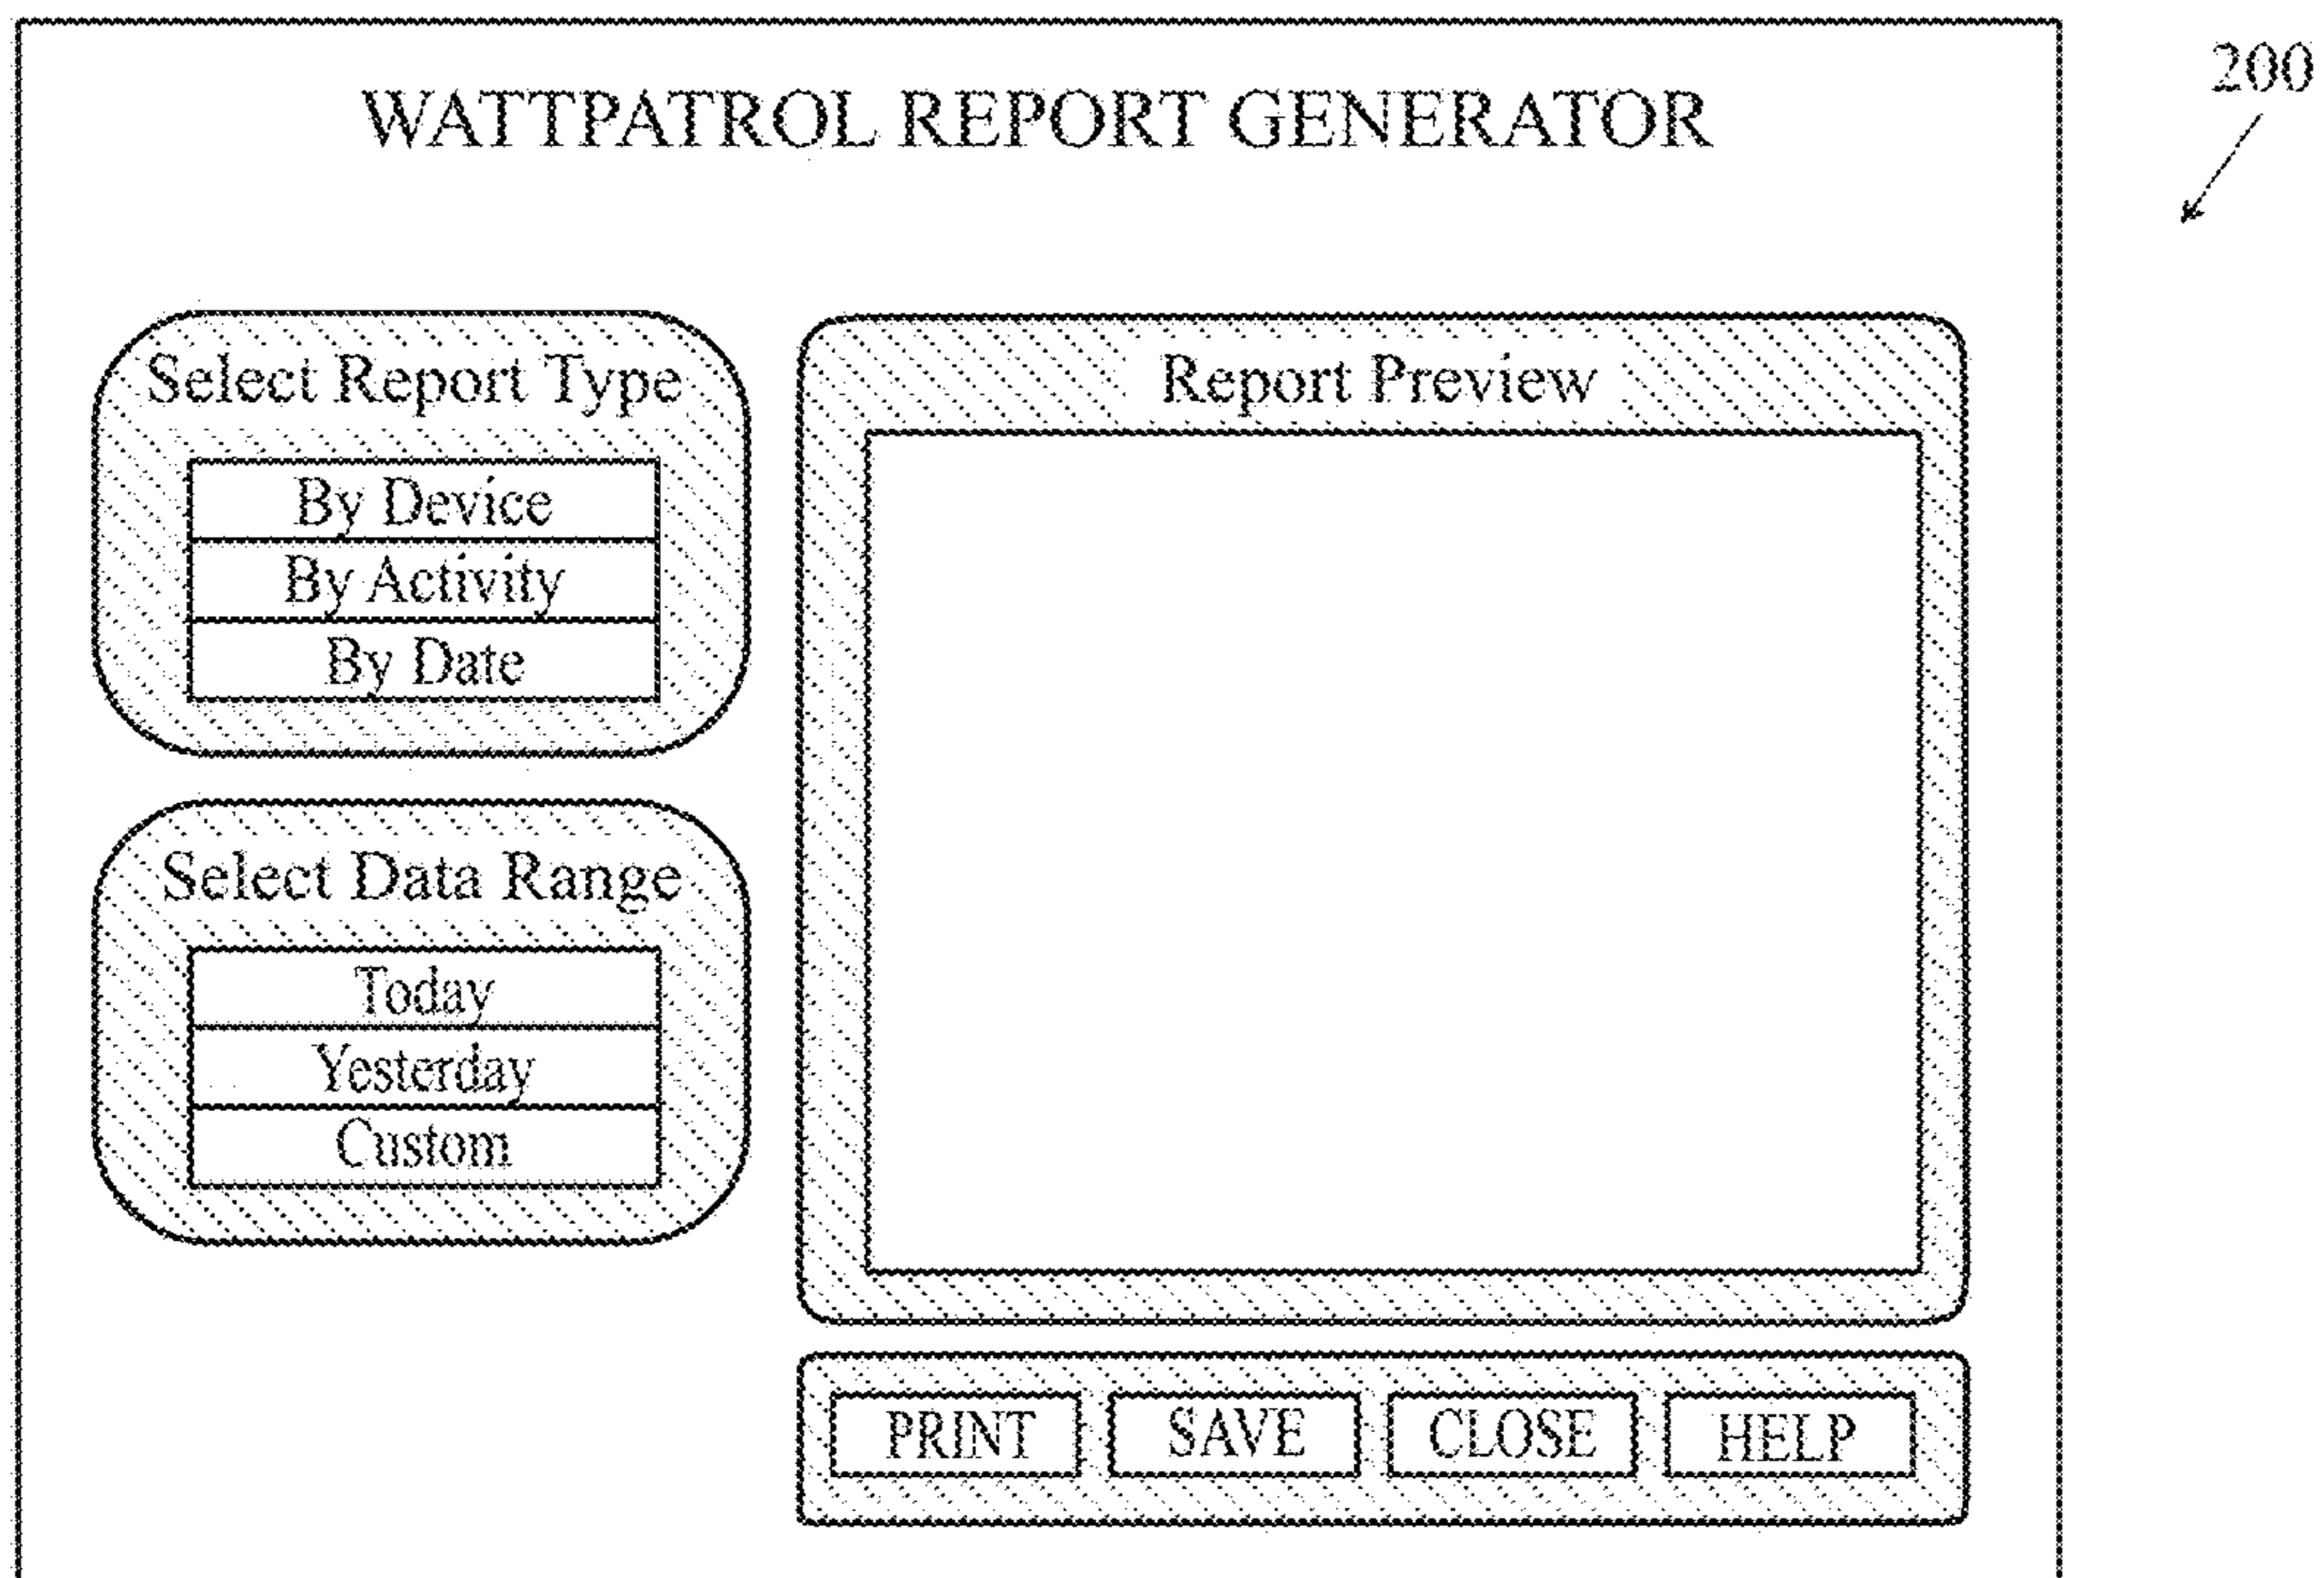 200
WATTPATROL REPORT GENERATOR
Select Report Type
By Device
By Activity
By Date
Select Data Range
Today
Yesterday
Custom
Report Preview
PRINT
SAVE
CLOSE
HELP